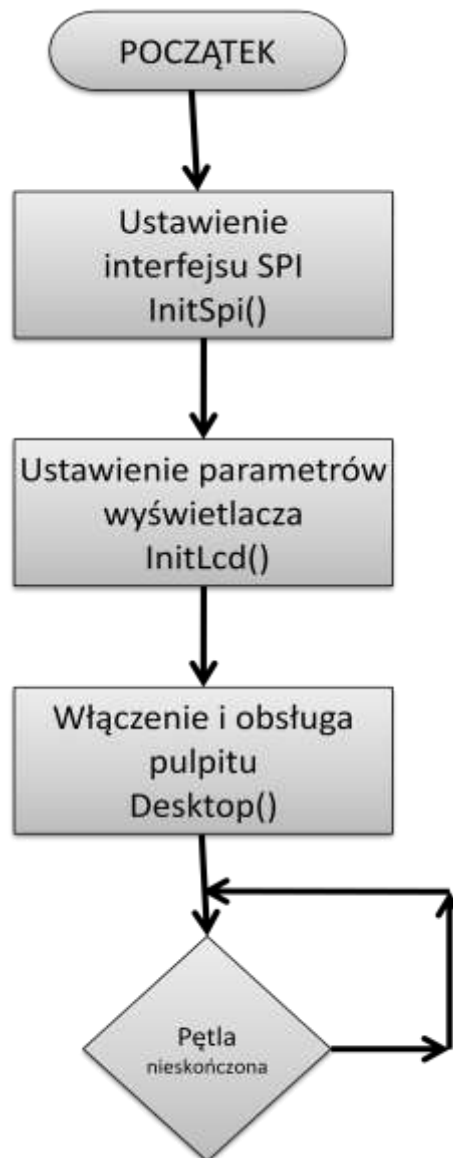 POCZĄTEK
Ustawienie
interfejsu SPI
InitSpi()
Ustawienie parametrów
wyświetlacza
InitLcd()
Włączenie i obsługa
pulpitu
Desktop()
Pętla
nieskończona